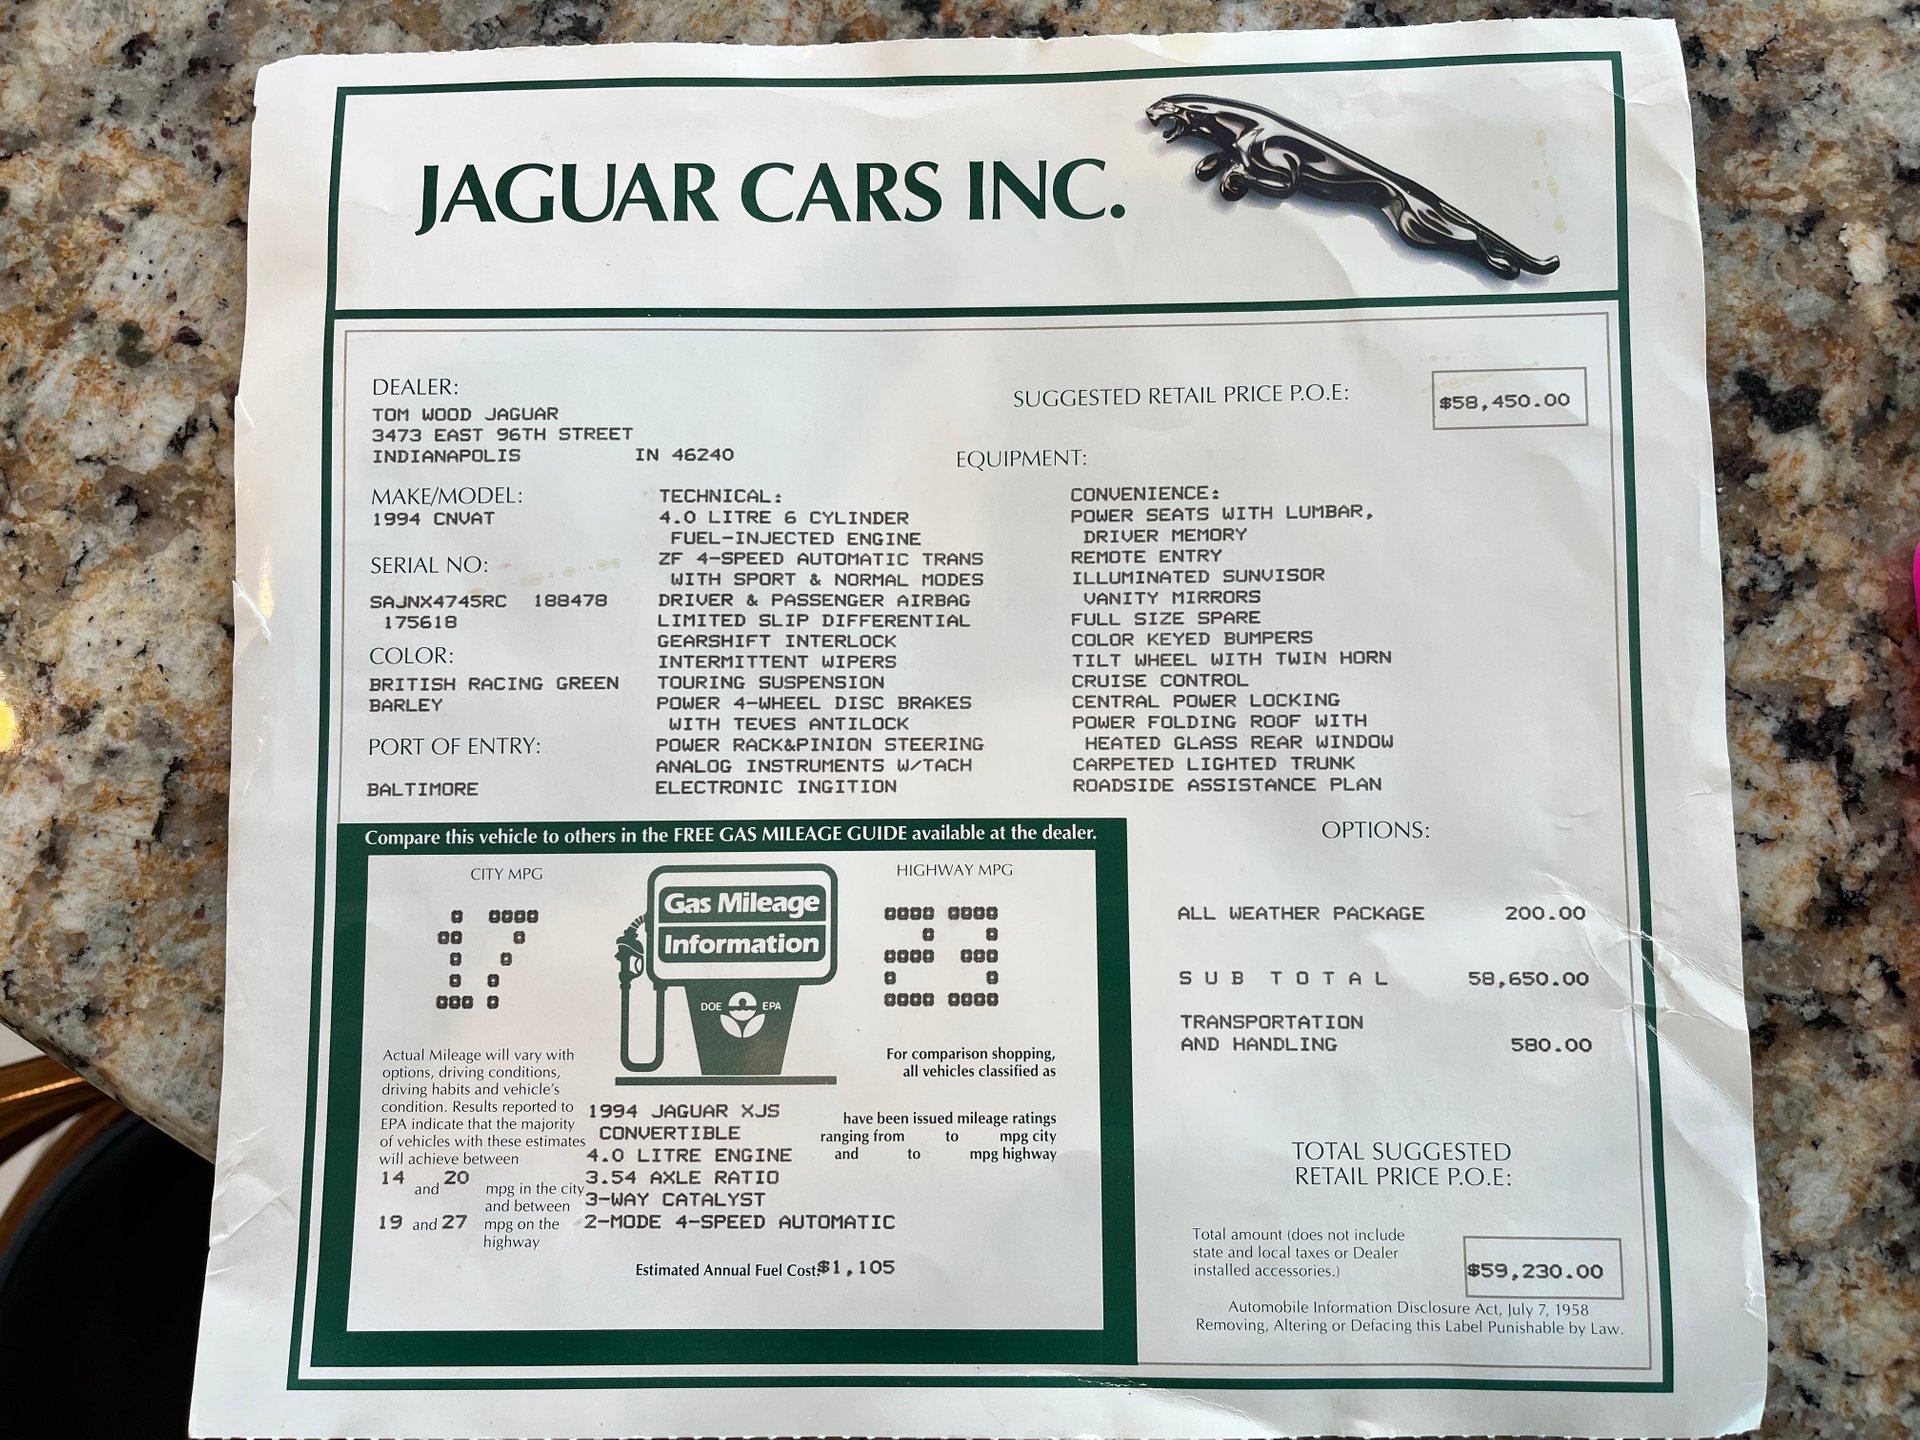 JAGUAR CARS INC.
DEALER:
TOM WOOD JAGUAR
3473 EAST 96TH STREET
INDIANAPOLIS IN 46240
SUGGESTED RETAIL PRICE P.O.E: $58,450.00
EQUIPMENT:
MAKE/MODEL:
1994 CNVAT
SERIAL NO:
SAJNX4745RC 188478
175618
COLOR:
BRITISH RACING GREEN
BARLEY
PORT OF ENTRY:
BALTIMORE
TECHNICAL:
4.0 LITRE 6 CYLINDER
FUEL-INJECTED ENGINE
ZF 4-SPEED AUTOMATIC TRANS
WITH SPORT & NORMAL MODES
DRIVER & PASSENGER AIRBAG
LIMITED SLIP DIFFERENTIAL
GEARSHIFT INTERLOCK
INTERMITTENT WIPERS
TOURING SUSPENSION
POWER 4-WHEEL DISC BRAKES
WITH TEVES ANTILOCK
POWER RACK&PINION STEERING
ANALOG INSTRUMENTS W/TACH
ELECTRONIC INGITION
CONVENIENCE:
POWER SEATS WITH LUMBAR,
DRIVER MEMORY
REMOTE ENTRY
ILLUMINATED SUNVISOR
VANITY MIRRORS
FULL SIZE SPARE
COLOR KEYED BUMPERS
TILT WHEEL WITH TWIN HORN
CRUISE CONTROL
CENTRAL POWER LOCKING
POWER FOLDING ROOF WITH
HEATED GLASS REAR WINDOW
CARPETED LIGHTED TRUNK
ROADSIDE ASSISTANCE PLAN
Compare this vehicle to others in the FREE GAS MILEAGE GUIDE available at the dealer.
CITY MPG
17
Gas Mileage
Information
DOE EPA
HIGHWAY MPG
23
Actual Mileage will vary with
options, driving conditions,
driving habits and vehicle's
condition. Results reported to
EPA indicate that the majority
of vehicles with these estimates
will achieve between
14 and 20 mpg in the city
and between
19 and 27 mpg on the
highway
1994 JAGUAR XJS
CONVERTIBLE
4.0 LITRE ENGINE
3.54 AXLE RATIO
3-WAY CATALYST
2-MODE 4-SPEED AUTOMATIC
For comparison shopping,
all vehicles classified as
have been issued mileage ratings
ranging from to mpg city
and to mpg highway
Estimated Annual Fuel Cost: $1,105
OPTIONS:
ALL WEATHER PACKAGE 200.00
SUB TOTAL 58,650.00
TRANSPORTATION
AND HANDLING 580.00
TOTAL SUGGESTED
RETAIL PRICE P.O.E:
Total amount (does not include
state and local taxes or Dealer
installed accessories.)
$59,230.00
Automobile Information Disclosure Act, July 7, 1958
Removing, Altering or Defacing this Label Punishable by Law.